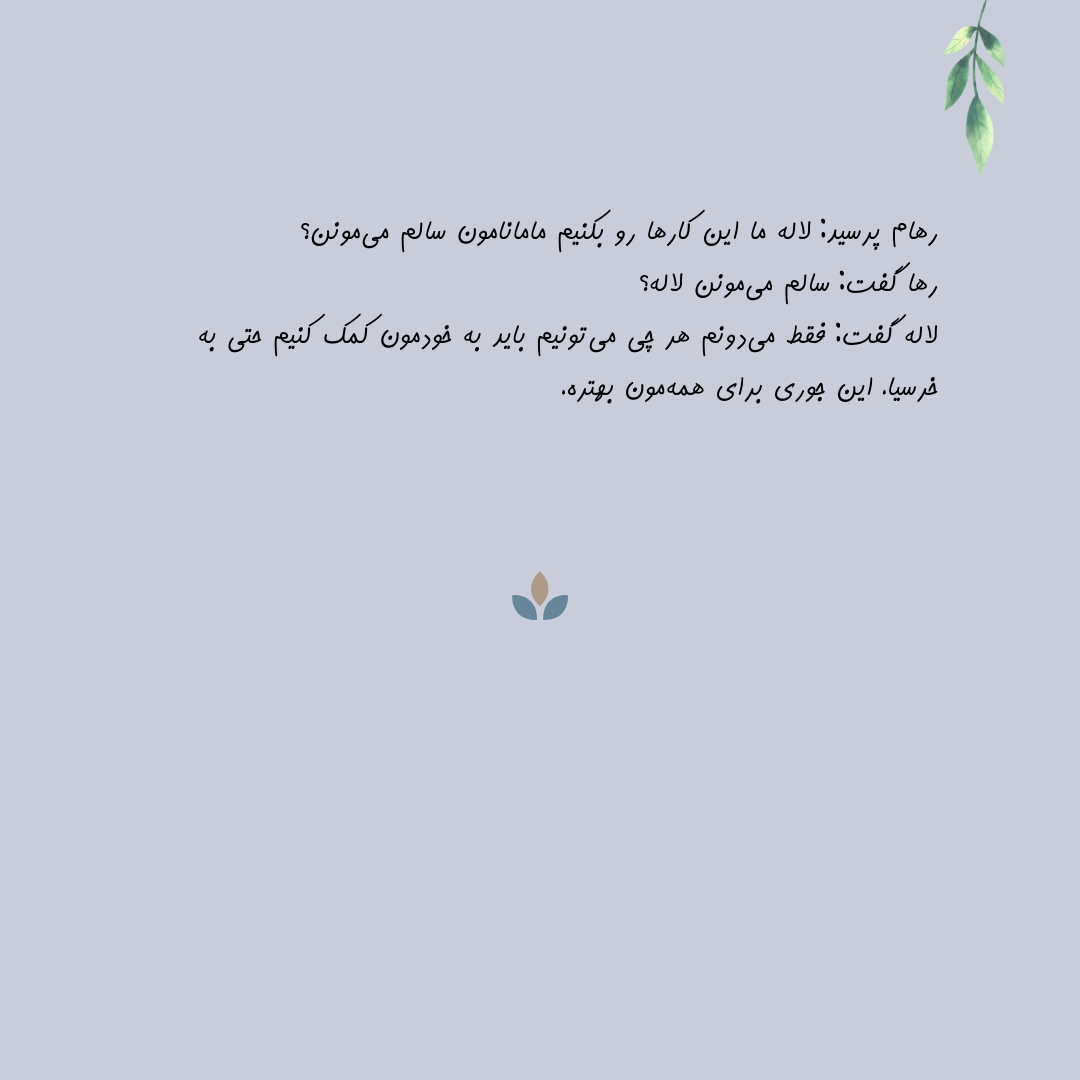 رهام پرسید: لاله ما این کارها رو بکنیم مامانامون سالم می‌مونن؟
رها گفت: سالم می‌مونن لاله؟
لاله گفت: فقط می‌دونم هر چی می‌تونیم باید به خودمون کمک کنیم حتی به
خرسیا. این جوری برای همه‌مون بهتره.